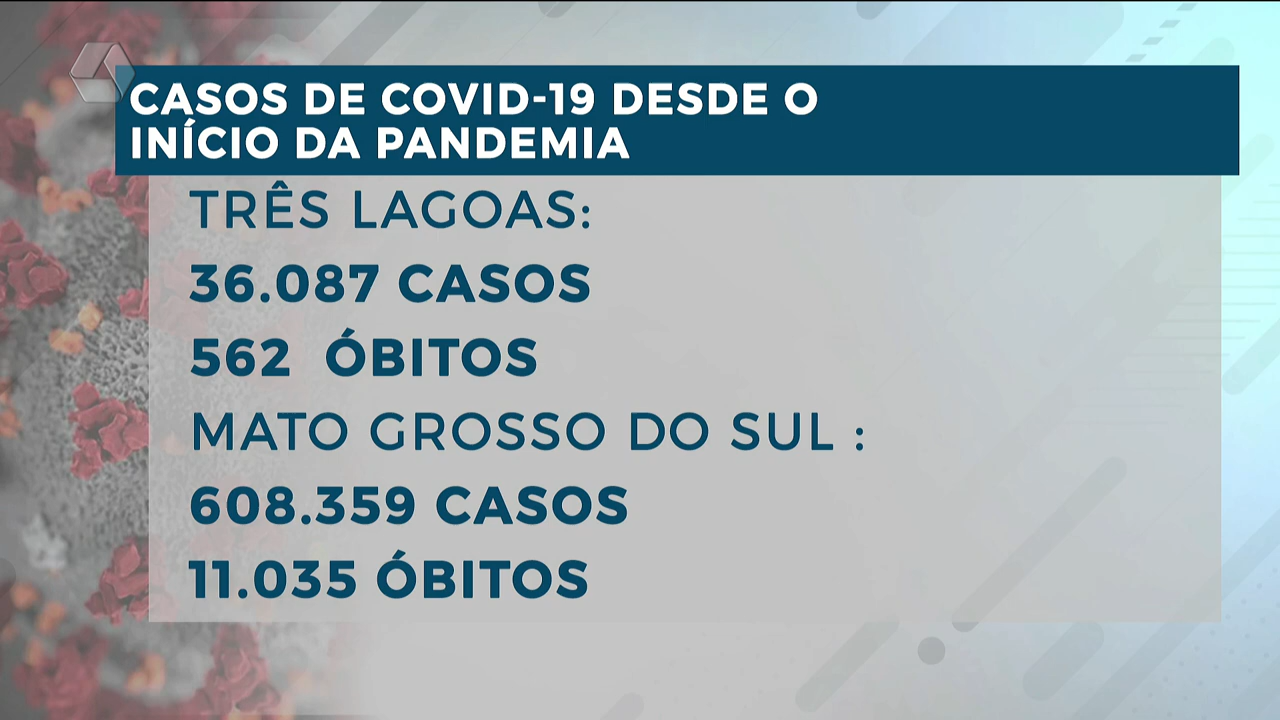 CASOS DE COVID-19 DESDE O
INÍCIO DA PANDEMIA
TRÊS LAGOAS:
36.087 CASOS
562 ÓBITOS
MATO GROSSO DO SUL :
608.359 CASOS
11.035 ÓBITOS